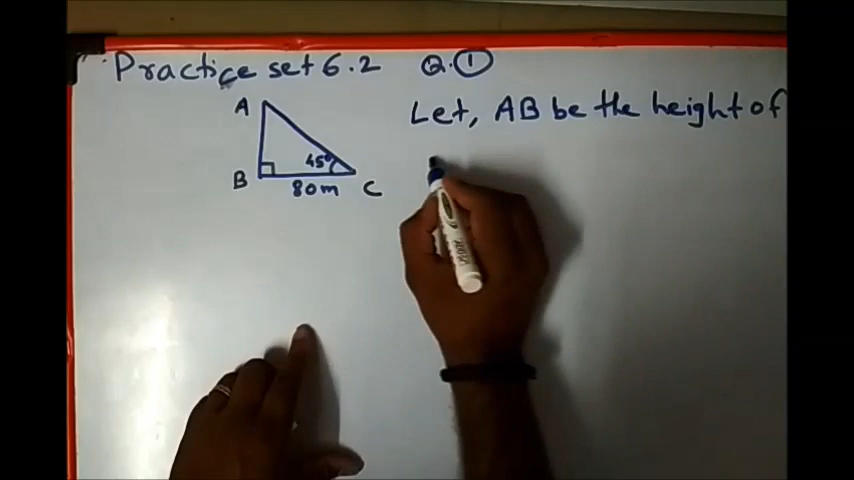 Practice set 6.2 Q.①
A
Let, AB be the height of
45°
B
80m C